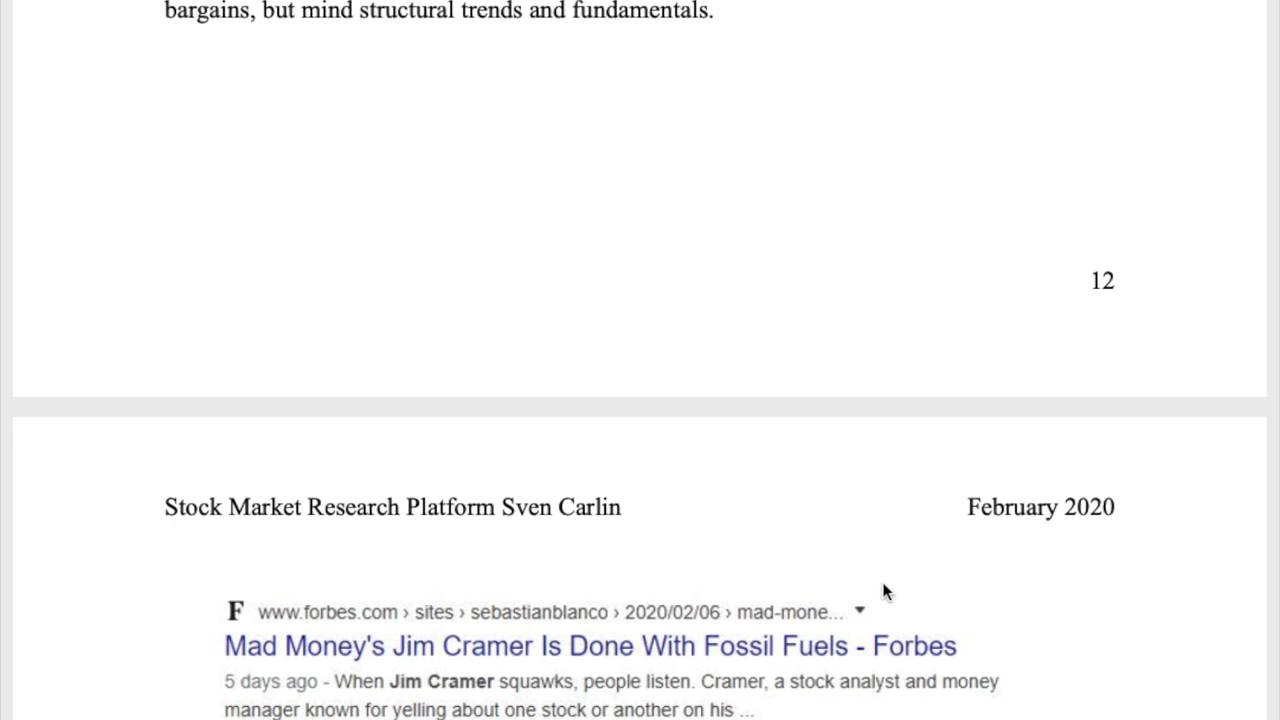 bargains, but mind structural trends and fundamentals.
12
Stock Market Research Platform Sven Carlin February 2020
F www.forbes.com › sites › sebastianblanco › 2020/02/06 › mad-mone...
Mad Money's Jim Cramer Is Done With Fossil Fuels - Forbes
5 days ago - When Jim Cramer squawks, people listen. Cramer, a stock analyst and money
manager known for yelling about one stock or another on his ...